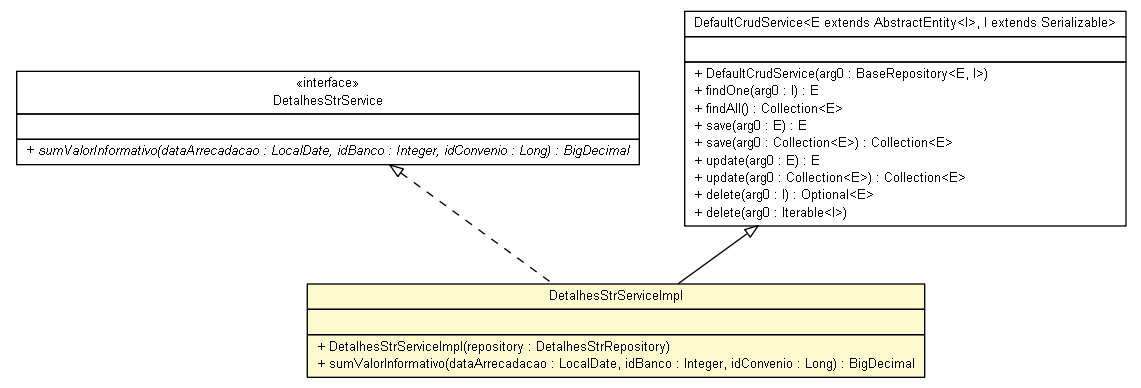 DefaultCrudService<E extends AbstractEntity<I>, I extends Serializable>
+ DefaultCrudService(arg0 : BaseRepository<E, I>)
+ findOne(arg0 : I) : E
+ findAll() : Collection<E>
+ save(arg0 : E) : E
+ save(arg0 : Collection<E>) : Collection<E>
+ update(arg0 : E) : E
+ update(arg0 : Collection<E>) : Collection<E>
+ delete(arg0 : I) : Optional<E>
+ delete(arg0 : Iterable<I>)
«interface»
DetalhesStrService
+ sumValorInformativo(dataArrecadacao : LocalDate, idBanco : Integer, idConvenio : Long) : BigDecimal
DetalhesStrServiceImpl
+ DetalhesStrServiceImpl(repository : DetalhesStrRepository)
+ sumValorInformativo(dataArrecadacao : LocalDate, idBanco : Integer, idConvenio : Long) : BigDecimal